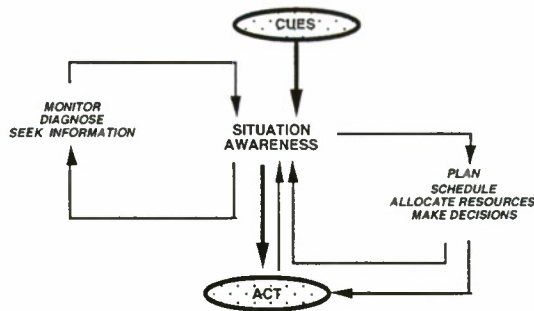 CUES
MONITOR
DIAGNOSE
SEEK INFORMATION
SITUATION
AWARENESS
PLAN
SCHEDULE
ALLOCATE RESOURCES
MAKE DECISIONS
ACT